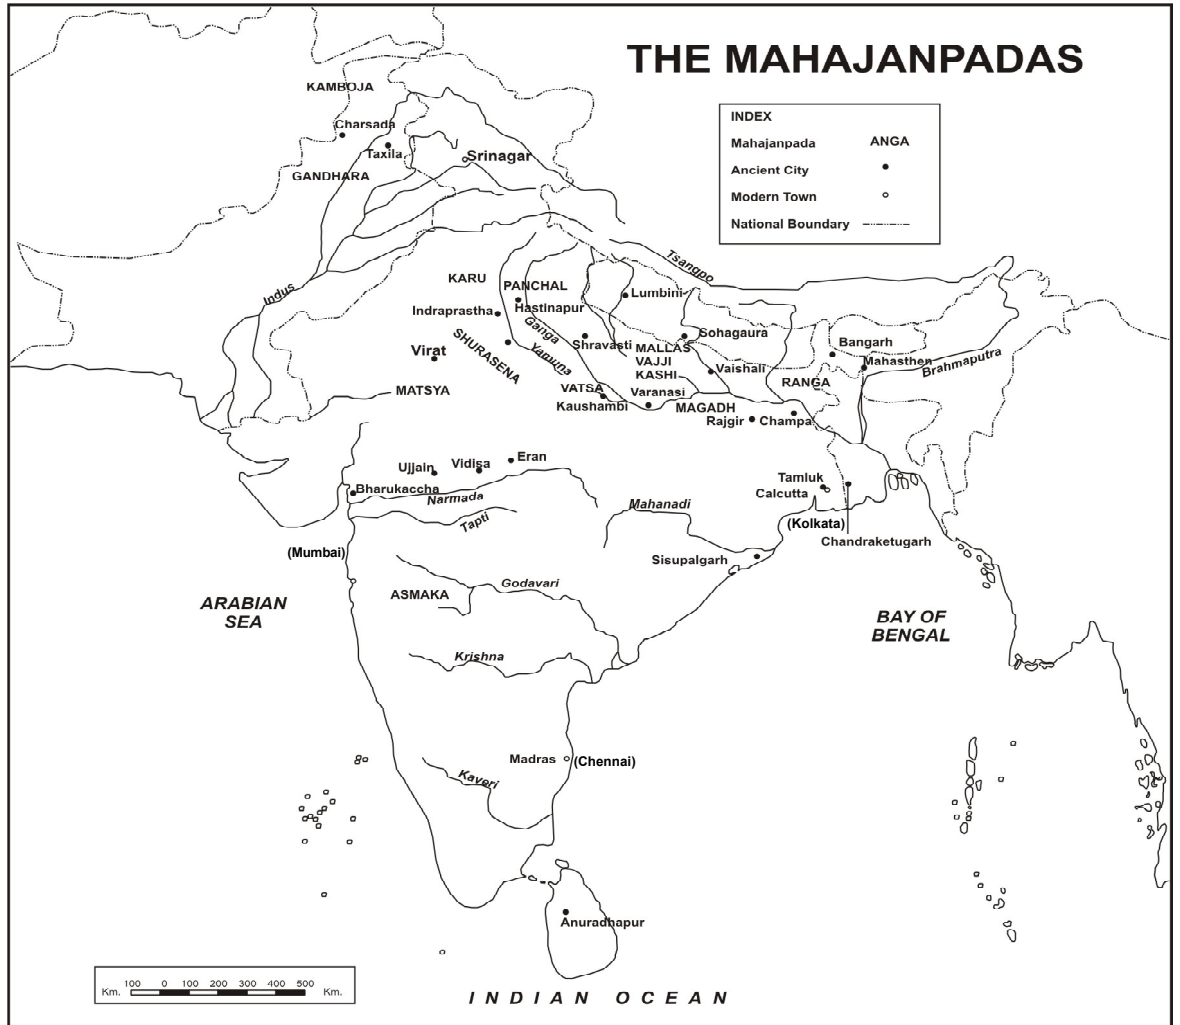 THE MAHAJANPADAS
INDEX
Mahajanpada ANGA
Ancient City
Modern Town
National Boundary
KAMBOJA
Charsada
Taxila
Srinagar
GANDHARA
Tsangpo
Indus
KARU
PANCHAL
Lumbini
Hastinapur
Indraprastha
Ganga
Yamuna
SHURASENA
Virat
Shravasti
Sohagaura
MALLAS
VAJJI
KASHI
Vaishali
Bangarh
Mahasthen
Brahmaputra
RANGA
MATSYA
VATSA
Kaushambi
Varanasi
MAGADH
Rajgir
Champa
Ujjain
Vidisa
Eran
Bharukaccha
Narmada
Tapti
Mahanadi
Tamluk
Calcutta
(Kolkata)
Chandraketugarh
Sisupalgarh
(Mumbai)
ARABIAN
SEA
ASMAKA
Godavari
BAY OF
BENGAL
Krishna
Madras (Chennai)
Kaveri
Anuradhapur
Km. 100 0 100 200 300 400 500 Km.
INDIAN OCEAN